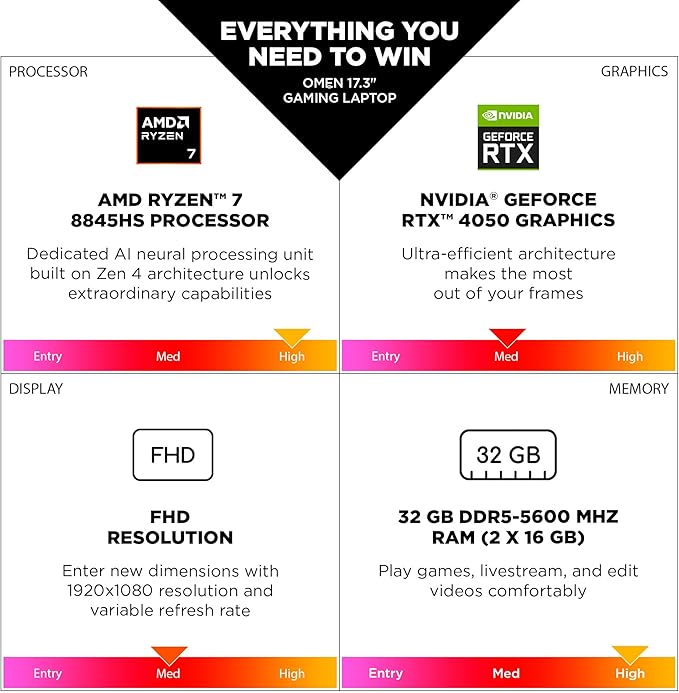 EVERYTHING YOU
NEED TO WIN
OMEN 17.3"
GAMING LAPTOP
PROCESSOR
AMD
RYZEN
7
AMD RYZEN™ 7
8845HS PROCESSOR
Dedicated AI neural processing unit
built on Zen 4 architecture unlocks
extraordinary capabilities
Entry Med High
GRAPHICS
NVIDIA
GEFORCE
RTX
NVIDIA® GEFORCE
RTX™ 4050 GRAPHICS
Ultra-efficient architecture
makes the most
out of your frames
Entry Med High
DISPLAY
FHD
FHD
RESOLUTION
Enter new dimensions with
1920x1080 resolution and
variable refresh rate
Entry Med High
MEMORY
32 GB
32 GB DDR5-5600 MHZ
RAM (2 X 16 GB)
Play games, livestream, and edit
videos comfortably
Entry Med High